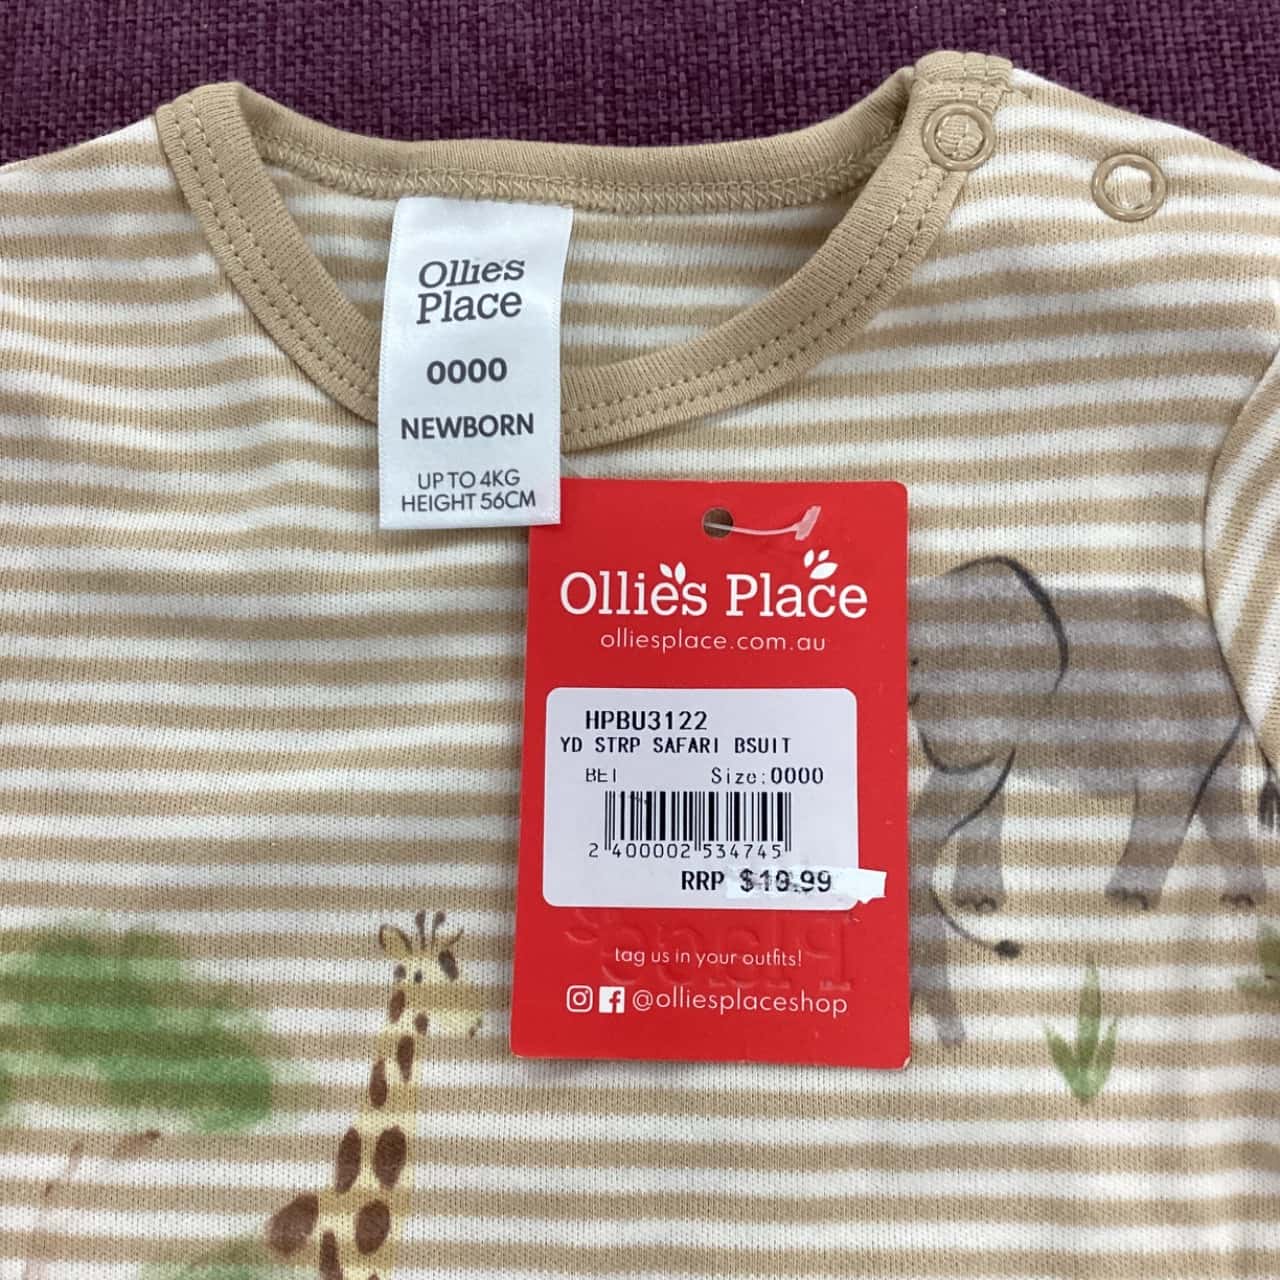 Ollies
Place
0000
NEWBORN
UP TO 4KG
HEIGHT 56CM
Ollies Place
olliesplace.com.au
HPBU3122
YD STRP SAFARI BSUIT
BEI Size:0000
2 400002 534745
RRP
tag us in your outfits!
@olliesplaceshop